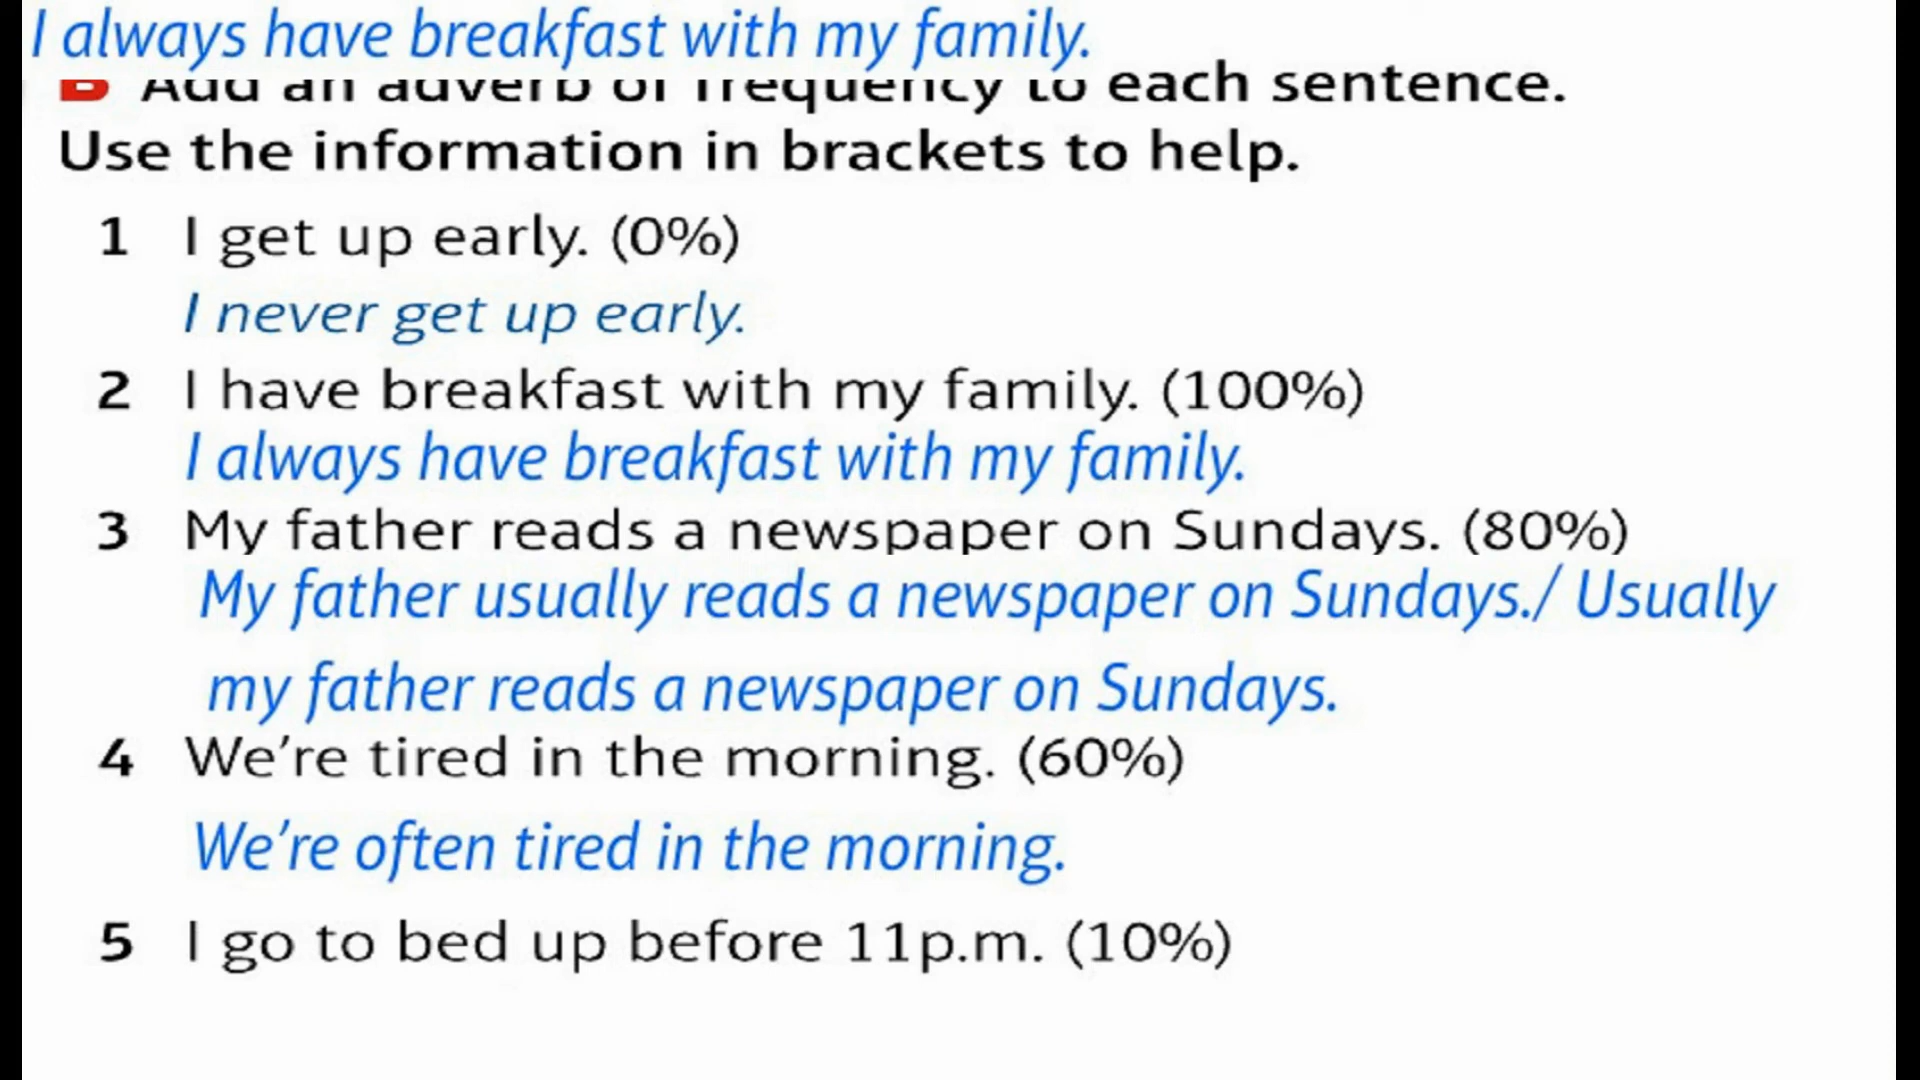 I always have breakfast with my family.
B Add an adverb of frequency to each sentence.
Use the information in brackets to help.
1 I get up early. (0%)
I never get up early.
2 I have breakfast with my family. (100%)
I always have breakfast with my family.
3 My father reads a newspaper on Sundays. (80%)
My father usually reads a newspaper on Sundays./ Usually
my father reads a newspaper on Sundays.
4 We're tired in the morning. (60%)
We're often tired in the morning.
5 I go to bed up before 11p.m. (10%)